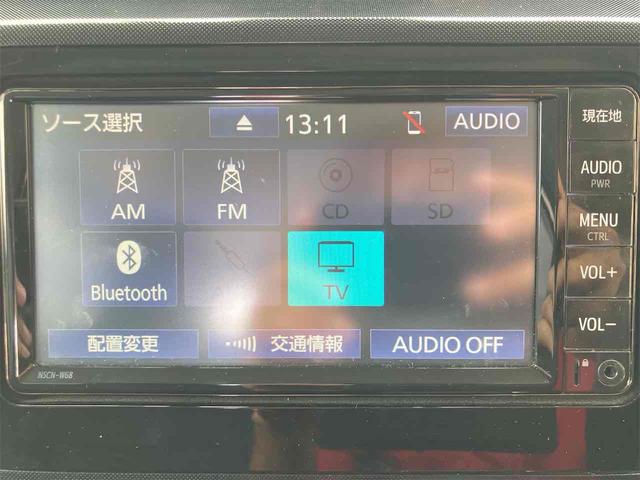 ソース選択
13:11
AUDIO
AM
FM
CD
SD
Bluetooth
TV
配置変更
交通情報
AUDIO OFF
現在地
AUDIO
PWR
MENU
CTRL
VOL+
VOL-
NSCN-W68